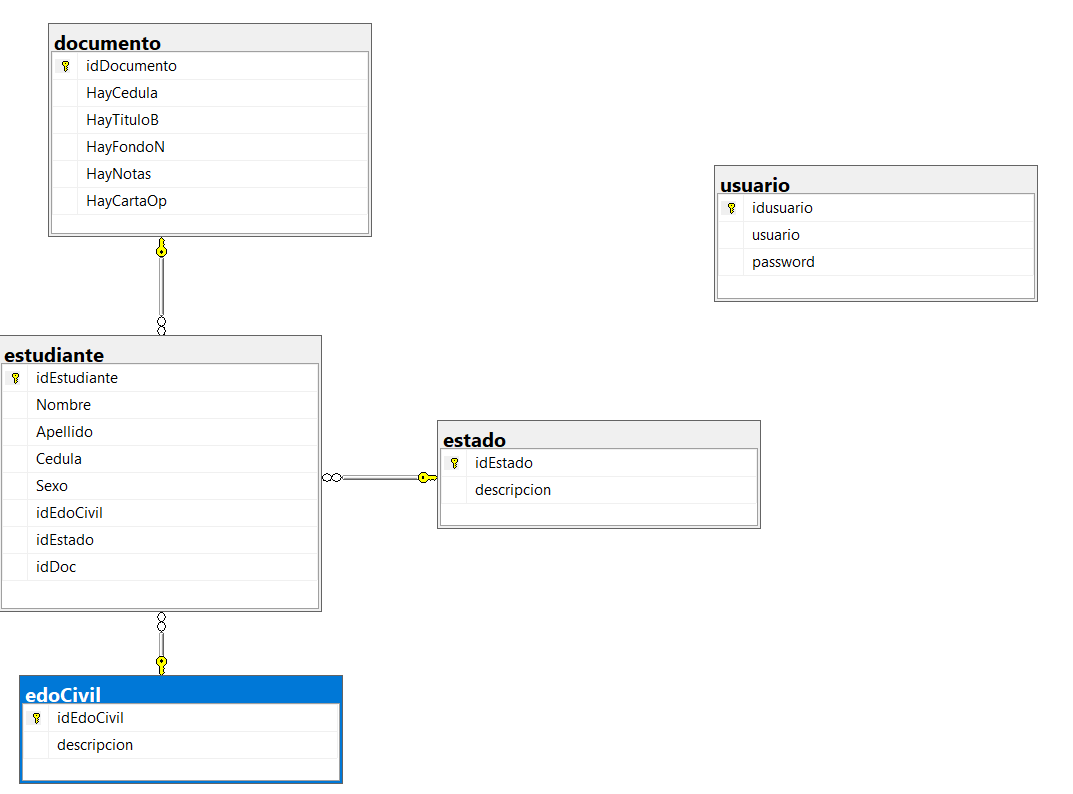 documento
idDocumento
HayCedula
HayTituloB
HayFondoN
HayNotas
HayCartaOp
usuario
idusuario
usuario
password
estudiante
idEstudiante
Nombre
Apellido
Cedula
Sexo
idEdoCivil
idEstado
idDoc
estado
idEstado
descripcion
edoCivil
idEdoCivil
descripcion